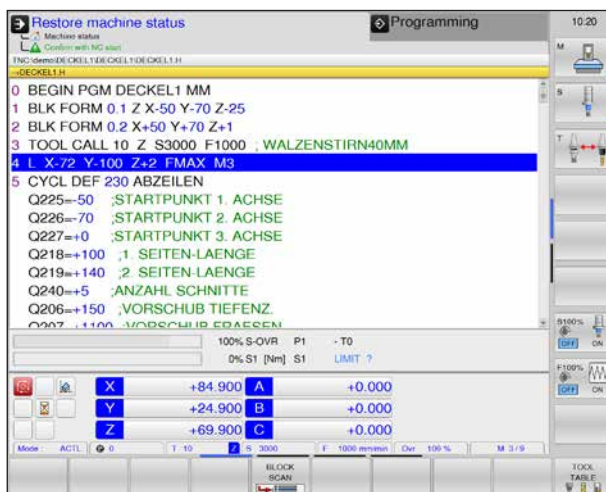 Restore machine status
Programming
10:20
Machine status
Confirm with NC start
TNC:\demo\DECKEL1\DECKEL1\DECKEL1.H
→DECKEL1.H
0 BEGIN PGM DECKEL1 MM
1 BLK FORM 0.1 Z X-50 Y-70 Z-25
2 BLK FORM 0.2 X+50 Y+70 Z+1
3 TOOL CALL 10 Z S3000 F1000 ; WALZENSTIRN40MM
4 L X-72 Y-100 Z+2 FMAX M3
5 CYCL DEF 230 ABZEILEN
Q225=-50 ;STARTPUNKT 1. ACHSE
Q226=-70 ;STARTPUNKT 2. ACHSE
Q227=+0 ;STARTPUNKT 3. ACHSE
Q218=+100 ;1. SEITEN-LAENGE
Q219=+140 ;2. SEITEN-LAENGE
Q240=+5 ;ANZAHL SCHNITTE
Q206=+150 ;VORSCHUB TIEFENZ.
Q207=+1100 ;VORSCHUB FRAESEN
M
S
T
S100%
OFF ON
F100%
OFF ON
100% S-OVR P1 - T0
0% S1 [Nm] S1 LIMIT ?
X +84.900 A +0.000
Y +24.900 B +0.000
Z +69.900 C +0.000
Mode: ACTL 0 T 10 Z S 3000 F 1000 mm/min Ovr 100 % M 3/9
BLOCK
SCAN
TOOL
TABLE